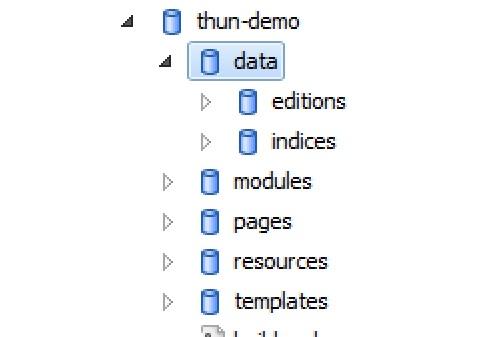 thun-demo
data
editions
indices
modules
pages
resources
templates